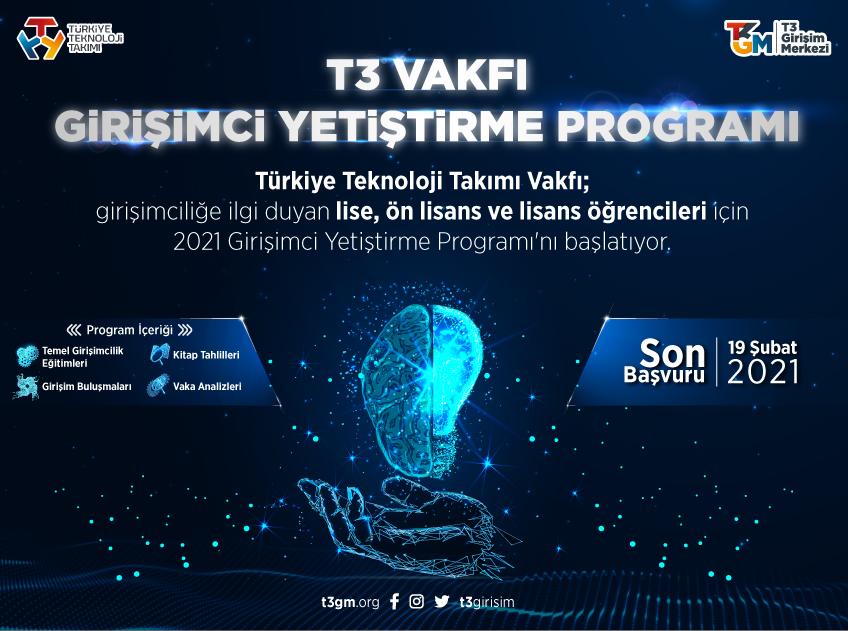 TÜRKİYE
TEKNOLOJİ
TAKIMI
T3
GM
T3
Girişim
Merkezi
T3 VAKFI
GİRİŞİMCİ YETİŞTİRME PROGRAMI
Türkiye Teknoloji Takımı Vakfı;
girişimciliğe ilgi duyan lise, ön lisans ve lisans öğrencileri için
2021 Girişimci Yetiştirme Programı'nı başlatıyor.
Program İçeriği
Temel Girişimcilik
Eğitimleri
Kitap Tahlilleri
Girişim Buluşmaları
Vaka Analizleri
Son
Başvuru
19 Şubat
2021
t3gm.org t3girisim